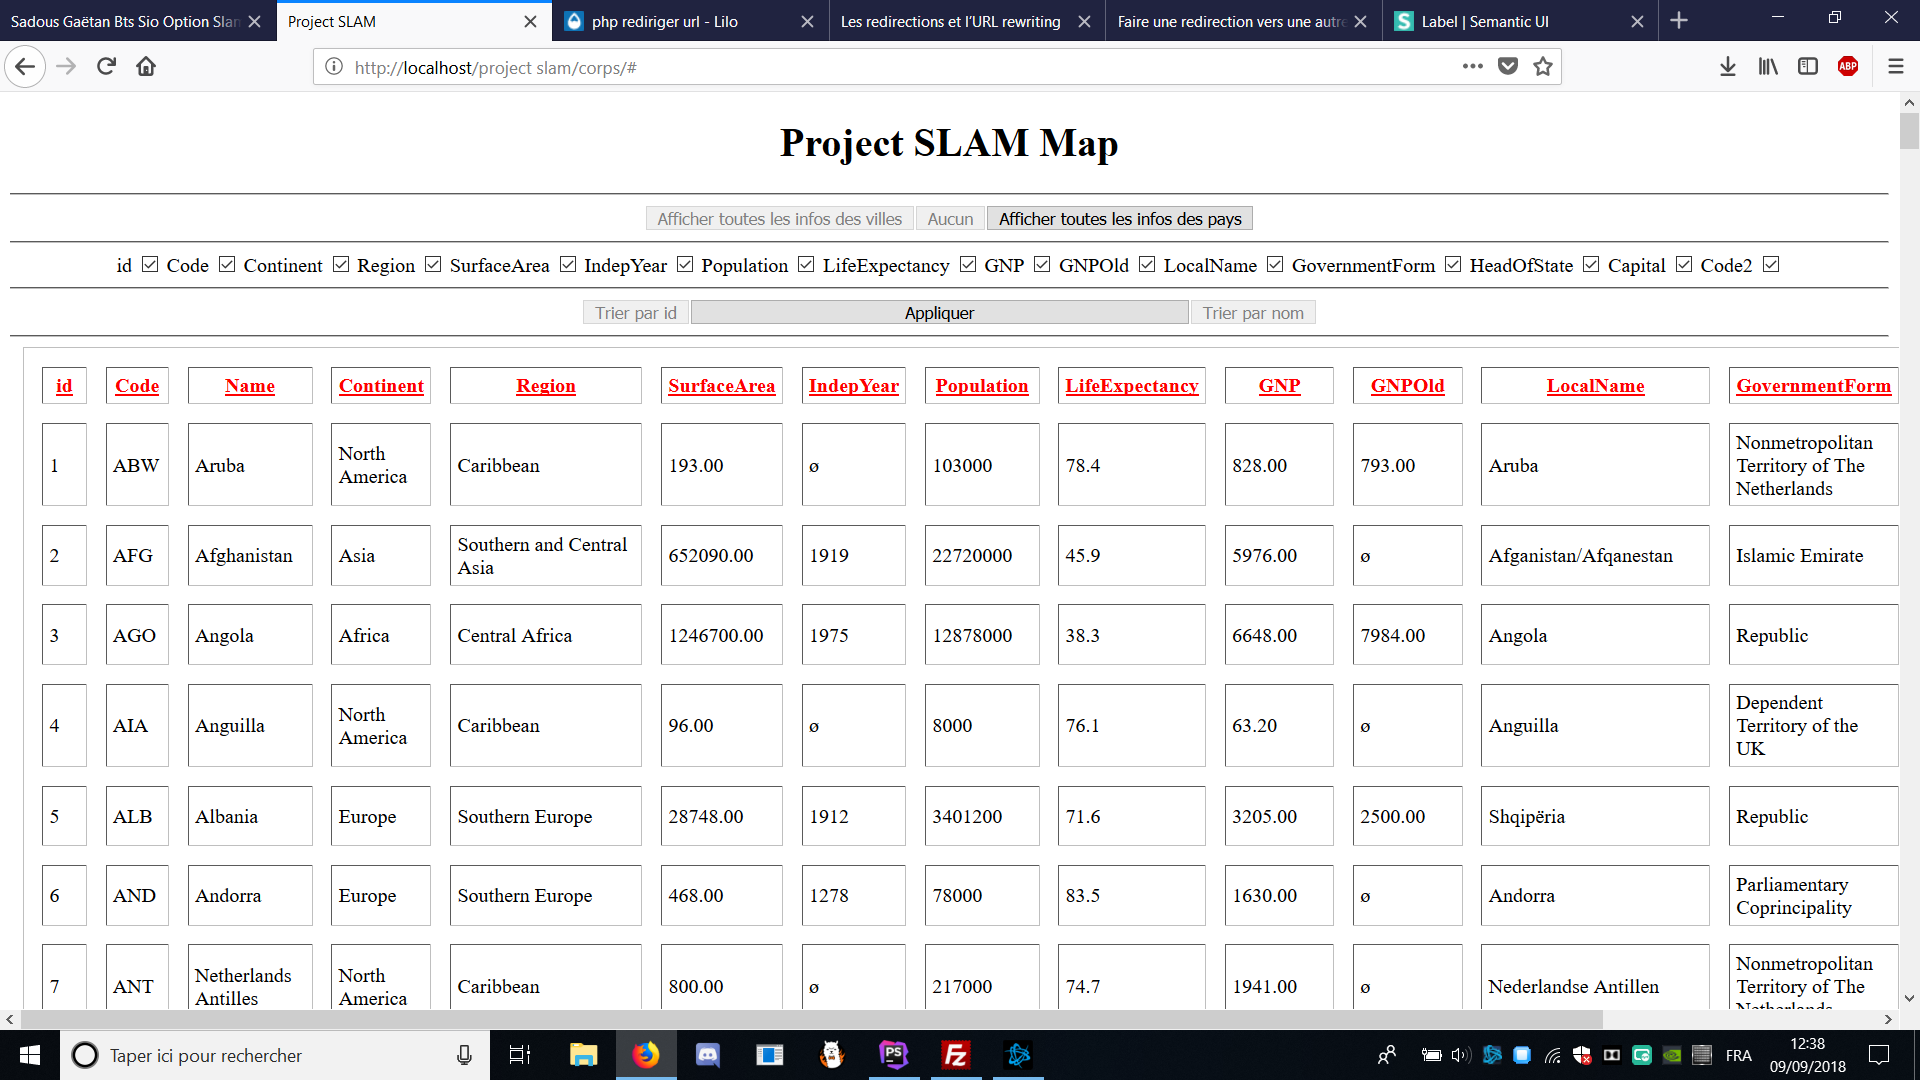 Sadous Gaëtan Bts Sio Option Slam
Project SLAM
php rediriger url - Lilo
Les redirections et l'URL rewriting
Faire une redirection vers une autre
Label | Semantic UI
http://localhost/project slam/corps/#
ABP
Project SLAM Map
Afficher toutes les infos des villes Aucun Afficher toutes les infos des pays
id Code Continent Region SurfaceArea IndepYear Population LifeExpectancy GNP GNPOld LocalName GovernmentForm HeadOfState Capital Code2
Trier par id Appliquer Trier par nom
id Code Name Continent Region SurfaceArea IndepYear Population LifeExpectancy GNP GNPOld LocalName GovernmentForm
1 ABW Aruba North America Caribbean 193.00 ø 103000 78.4 828.00 793.00 Aruba Nonmetropolitan Territory of The Netherlands
2 AFG Afghanistan Asia Southern and Central Asia 652090.00 1919 22720000 45.9 5976.00 ø Afganistan/Afqanestan Islamic Emirate
3 AGO Angola Africa Central Africa 1246700.00 1975 12878000 38.3 6648.00 7984.00 Angola Republic
4 AIA Anguilla North America Caribbean 96.00 ø 8000 76.1 63.20 ø Anguilla Dependent Territory of the UK
5 ALB Albania Europe Southern Europe 28748.00 1912 3401200 71.6 3205.00 2500.00 Shqipëria Republic
6 AND Andorra Europe Southern Europe 468.00 1278 78000 83.5 1630.00 ø Andorra Parliamentary Coprincipality
7 ANT Netherlands Antilles North America Caribbean 800.00 ø 217000 74.7 1941.00 ø Nederlandse Antillen Nonmetropolitan Territory of The Netherlands
Taper ici pour rechercher
PS
FZ
FRA
12:38
09/09/2018